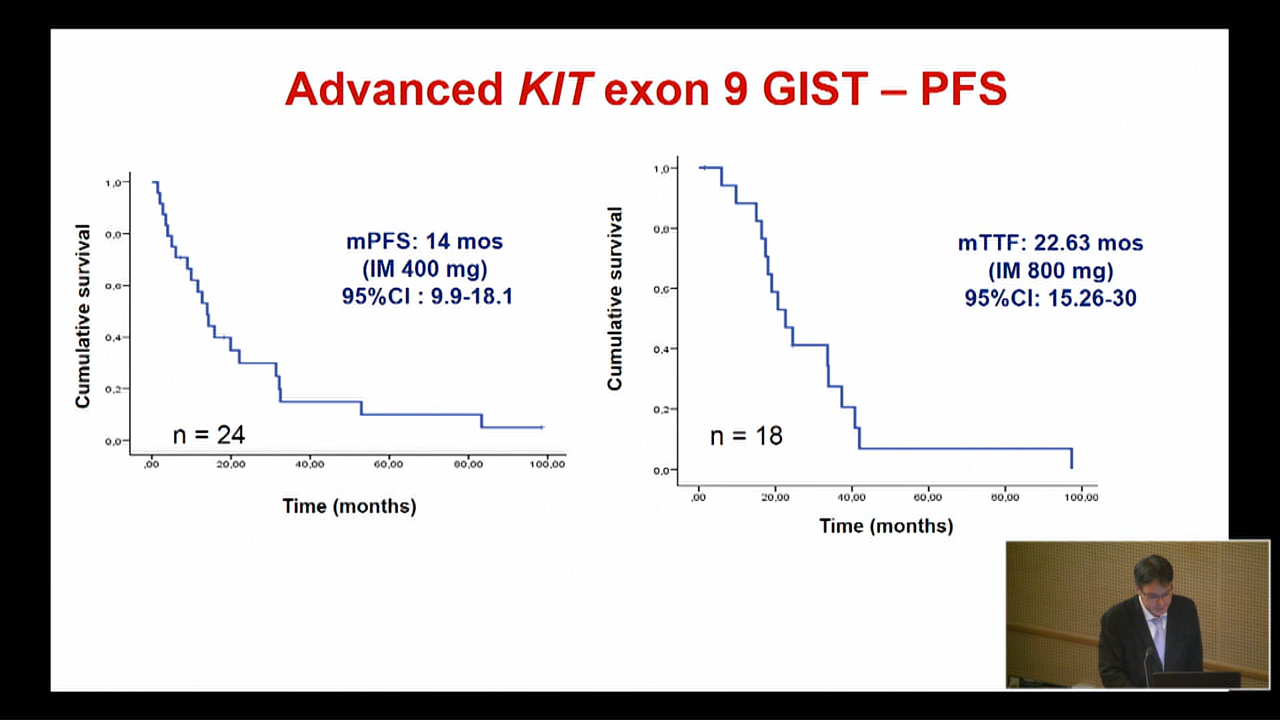 Advanced KIT exon 9 GIST – PFS
Cumulative survival
1,0
0,8
0,6
0,4
0,2
0,0
mPFS: 14 mos
(IM 400 mg)
95%CI : 9.9-18.1
n = 24
,00 20,00 40,00 60,00 80,00 100,00
Time (months)
Cumulative survival
1,0
0,8
0,6
0,4
0,2
0,0
mTTF: 22.63 mos
(IM 800 mg)
95%CI: 15.26-30
n = 18
,00 20,00 40,00 60,00 80,00 100,00
Time (months)